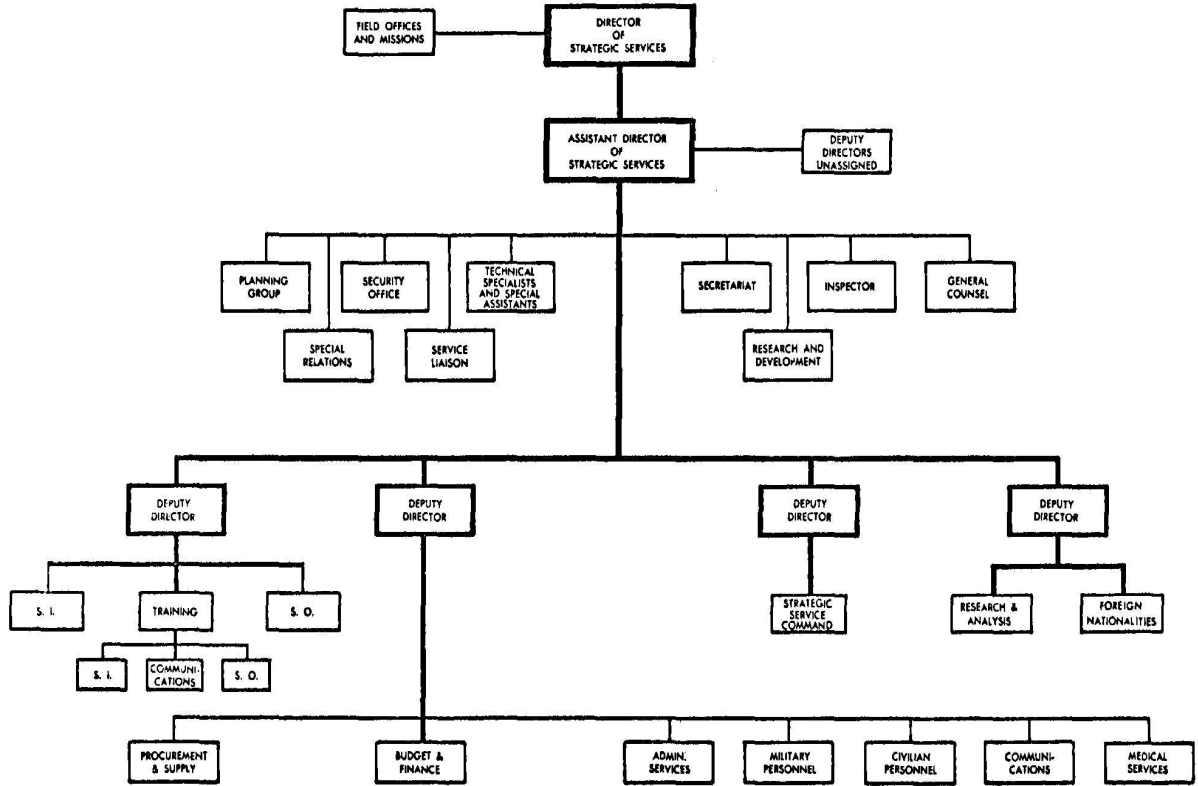 FIELD OFFICES
AND MISSIONS
DIRECTOR
OF
STRATEGIC SERVICES
ASSISTANT DIRECTOR
OF
STRATEGIC SERVICES
DEPUTY
DIRECTORS
UNASSIGNED
PLANNING
GROUP
SECURITY
OFFICE
TECHNICAL
SPECIALISTS
AND SPECIAL
ASSISTANTS
SECRETARIAT
INSPECTOR
GENERAL
COUNSEL
SPECIAL
RELATIONS
SERVICE
LIAISON
RESEARCH AND
DEVELOPMENT
DEPUTY
DIRECTOR
DEPUTY
DIRECTOR
DEPUTY
DIRECTOR
DEPUTY
DIRECTOR
S. I.
TRAINING
S. O.
STRATEGIC
SERVICE
COMMAND
RESEARCH &
ANALYSIS
FOREIGN
NATIONALITIES
S. I.
COMMUNI-
CATIONS
S. O.
PROCUREMENT
& SUPPLY
BUDGET &
FINANCE
ADMIN.
SERVICES
MILITARY
PERSONNEL
CIVILIAN
PERSONNEL
COMMUNI-
CATIONS
MEDICAL
SERVICES